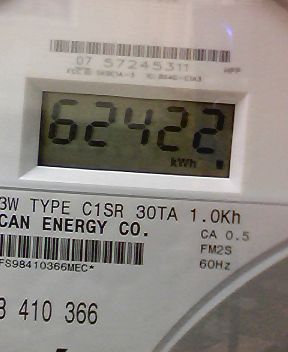 07 57245311
62422
kWh
3W TYPE C1SR 30TA 1.0Kh
CAN ENERGY CO.
CA 0.5
FM2S
60Hz
FS98410366MEC*
8 410 366